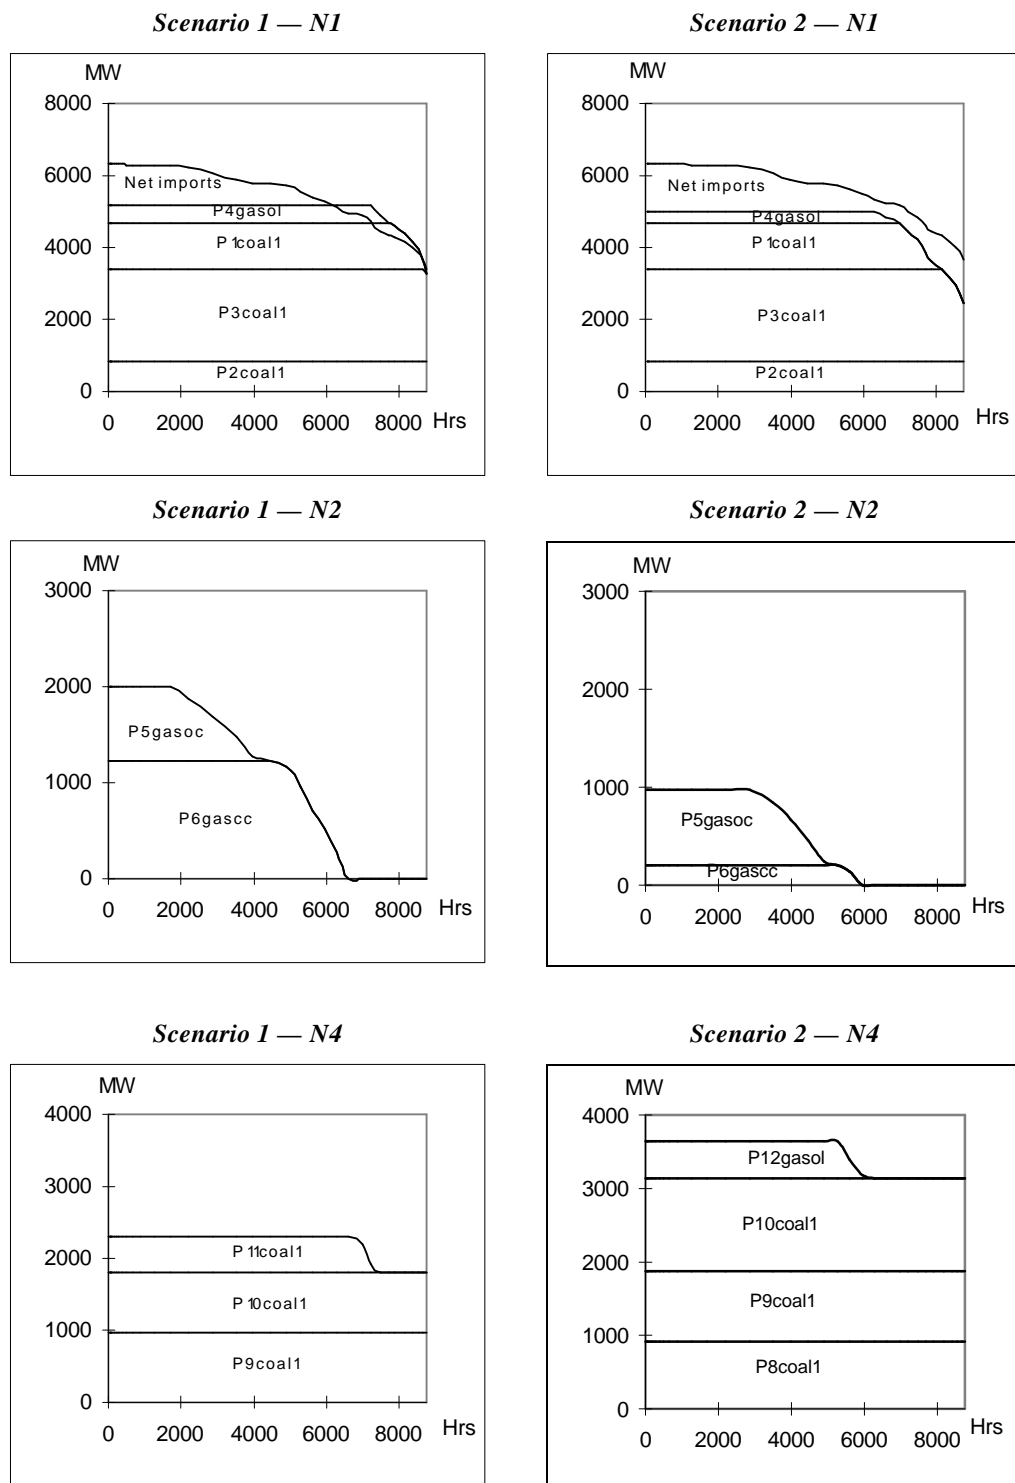 Scenario 1 — N1
MW
8000
6000
4000
2000
0
Net imports
P4gasol
P1coal1
P3coal1
P2coal1
0 2000 4000 6000 8000 Hrs
Scenario 2 — N1
MW
8000
6000
4000
2000
0
Net imports
P4gasol
P1coal1
P3coal1
P2coal1
0 2000 4000 6000 8000 Hrs
Scenario 1 — N2
MW
3000
2000
1000
0
P5gasoc
P6gascc
0 2000 4000 6000 8000 Hrs
Scenario 2 — N2
MW
3000
2000
1000
0
P5gasoc
P6gascc
0 2000 4000 6000 8000 Hrs
Scenario 1 — N4
MW
4000
3000
2000
1000
0
P11coal1
P10coal1
P9coal1
0 2000 4000 6000 8000 Hrs
Scenario 2 — N4
MW
4000
3000
2000
1000
0
P12gasol
P10coal1
P9coal1
P8coal1
0 2000 4000 6000 8000 Hrs